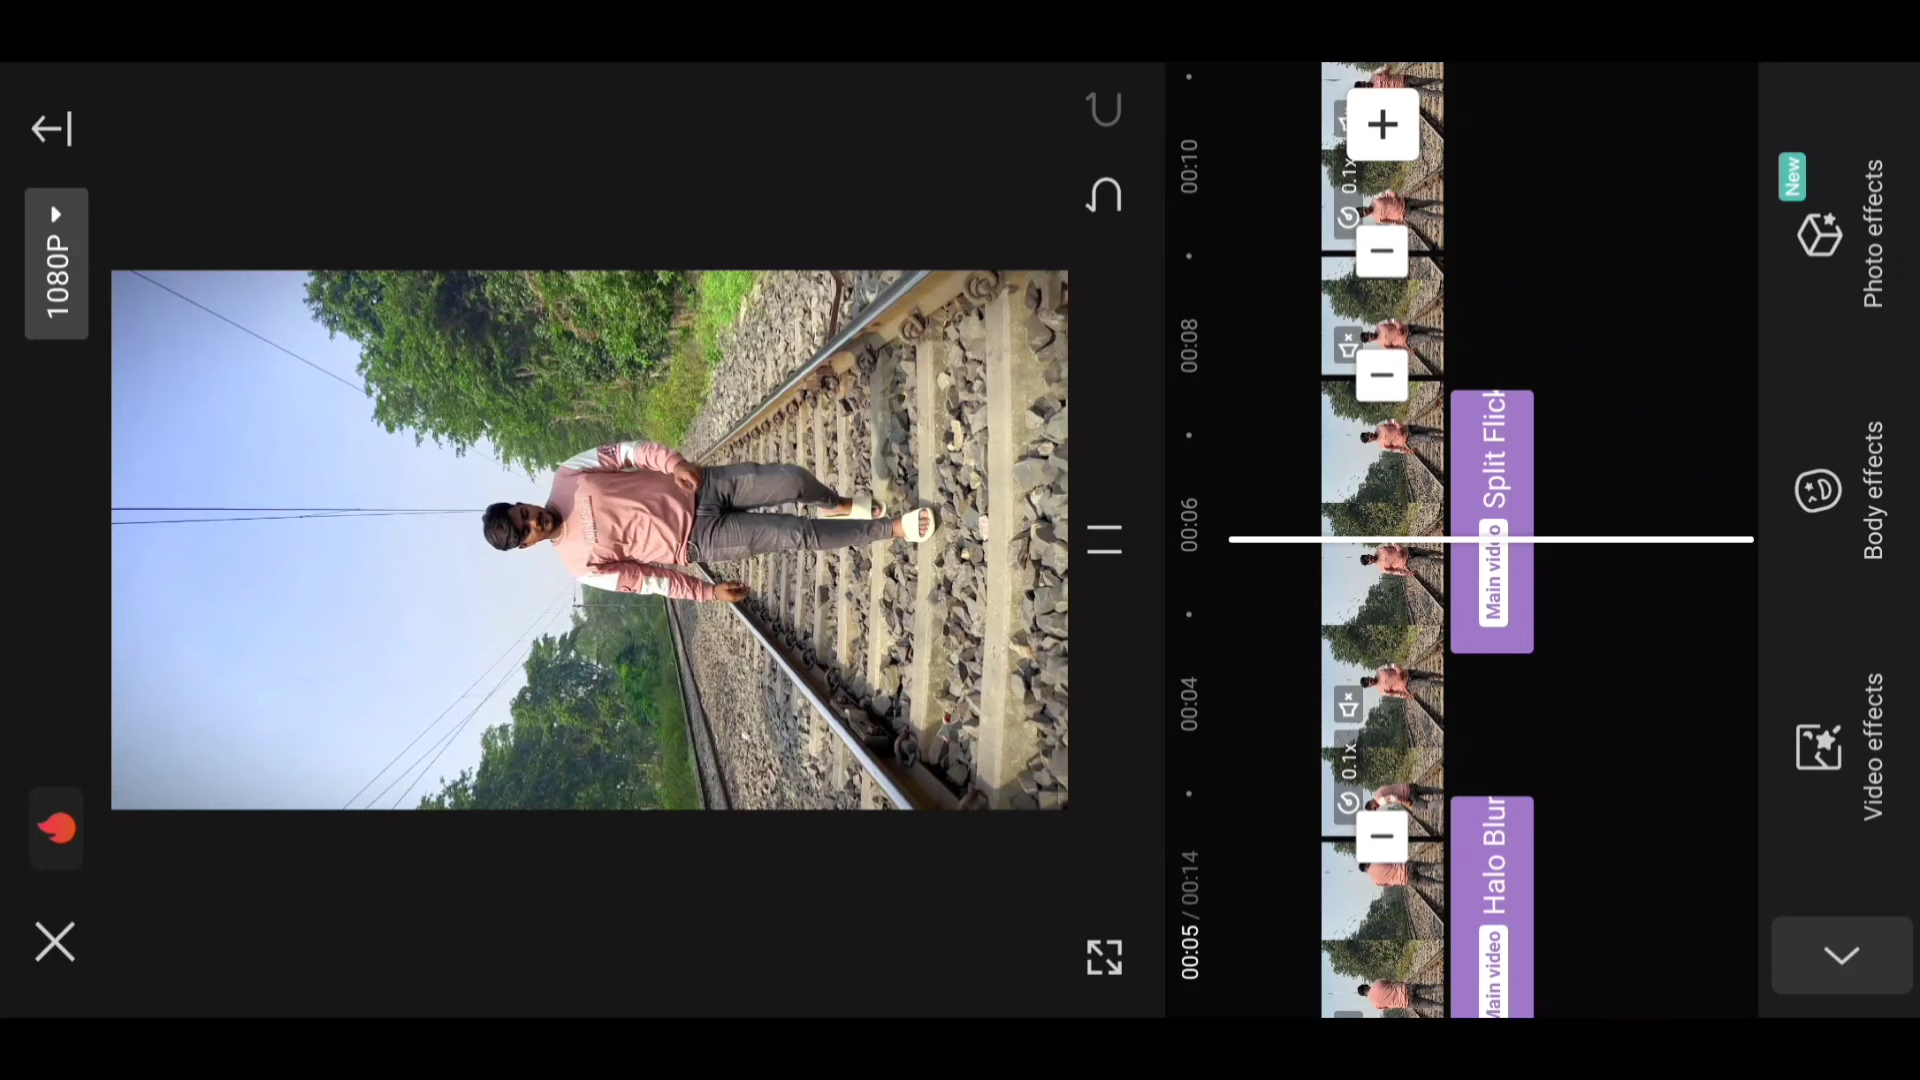 1080P
00:05 / 00:14
00:04
00:06
00:08
00:10
0.1x
0.1x
Main video Halo Blur
Main video Split Flick
Video effects
Body effects
Photo effects
New